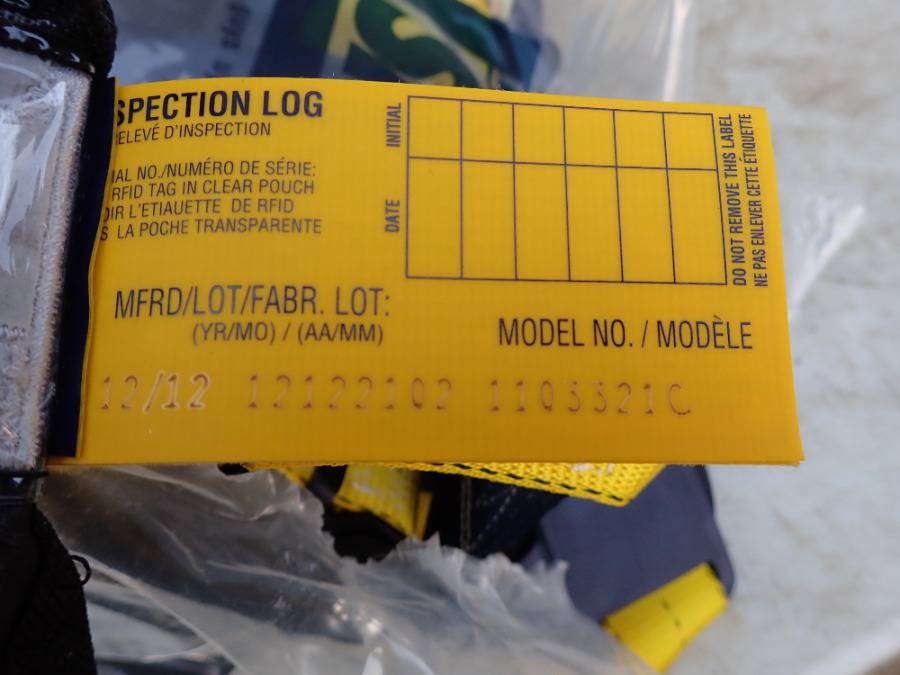 SPECTION LOG
RELEVÉ D'INSPECTION
IAL NO./NUMÉRO DE SÉRIE:
RFID TAG IN CLEAR POUCH
OIR L'ETIAUETTE DE RFID
S LA POCHE TRANSPARENTE
INITIAL
DATE
DO NOT REMOVE THIS LABEL
NE PAS ENLEVER CETTE ÉTIQUETTE
MFRD/LOT/FABR. LOT:
(YR/MO) / (AA/MM)
MODEL NO. / MODÈLE
12/12 12122102 1103321C